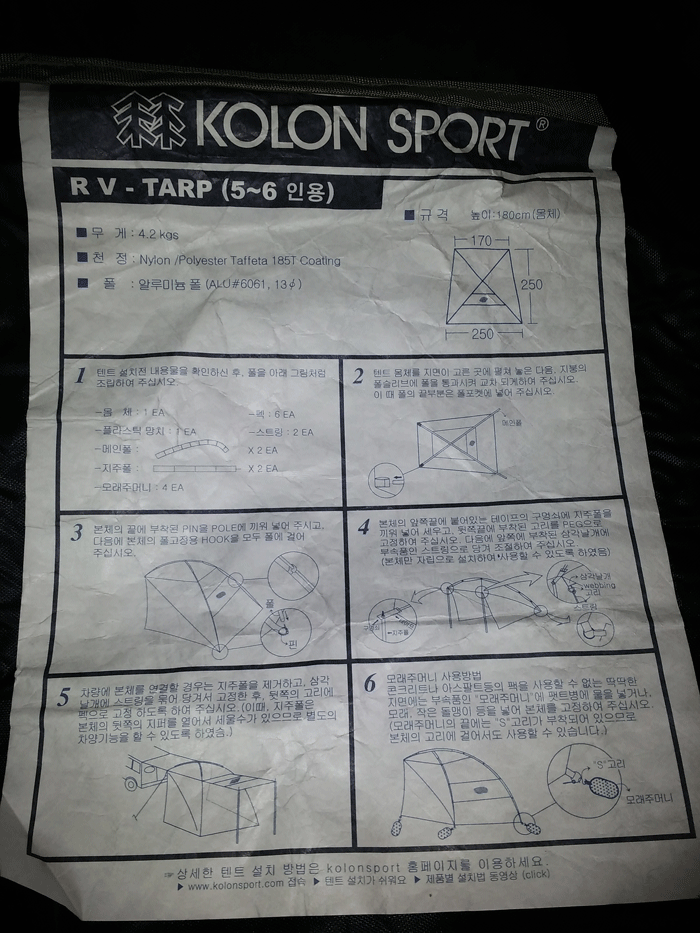 KOLON SPORT®
RV - TARP (5~6 인용)
■ 무 게 : 4.2 kgs
■ 천 정 : Nylon /Polyester Taffeta 185T Coating
■ 폴 : 알루미늄 폴 (ALU#6061, 13∮)
■ 규 격 높이:180cm(몸체)
170
250
250
1 텐트 설치전 내용물을 확인하신 후, 폴을 아래 그림처럼
조립하여 주십시오
-몸 체 : 1 EA
-펙 : 6 EA
-플라스틱 망치 : 1 EA
-스트링 : 2 EA
-메인폴 : X 2 EA
-지주폴 : X 2 EA
-모래주머니 : 4 EA
2 텐트 몸체를 지면이 고른 곳에 펼쳐 놓은 다음, 지붕의
폴슬리브에 폴을 통과시켜 교차 되게하여 주십시오.
이 때 폴의 끝부분은 폴포켓에 넣어 주십시오
메인폴
3 본체의 끝에 부착된 PIN을 POLE에 끼워 넣어 주시고,
다음에 본체의 폴고정용 HOOK을 모두 폴에 걸어
주십시오.
폴
핀
4 본체의 앞쪽끝에 붙어있는 테이프의 구멍쇠에 지주폴을
끼워 넣어 세우고, 뒷쪽끝에 부착된 고리를 PEG으로
고정하여 주십시오. 다음에 앞쪽에 부착된 삼각날개에
부속품인 스트링으로 당겨 조절하여 주십시오
(본체만 자립으로 설치하여 사용할 수 있도록 하였음)
삼각날개
webbing
고리
스트링
지주폴
5 차량에 본체를 연결할 경우는 지주폴을 제거하고, 삼각
날개에 스트링을 묶어 당겨서 고정한 후, 뒷쪽의 고리에
펙으로 고정 하도록 하여 주십시오.(이때, 지주폴은
본체의 뒷쪽의 지퍼를 열어서 세울수가 있으므로 별도의
차양기능을 할 수 있도록 하였음.)
6 모래주머니 사용방법
콘크리트나 아스팔트등의 팩을 사용할 수 없는 딱딱한
지면에는 부속품인 "모래주머니"에 팻트병에 물을 넣거나,
모래, 작은 돌맹이 등을 넣어 본체를 고정하여 주십시오.
(모래주머니의 끝에는 "S"고리가 부착되어 있으므로
본체의 고리에 걸어서도 사용할 수 있습니다.)
"S"고리
모래주머니
☞상세한 텐트 설치 방법은 kolonsport 홈페이지를 이용하세요.
▶ www.kolonsport.com 접속 ▶ 텐트 설치가 쉬워요 ▶ 제품별 설치법 동영상 (click)